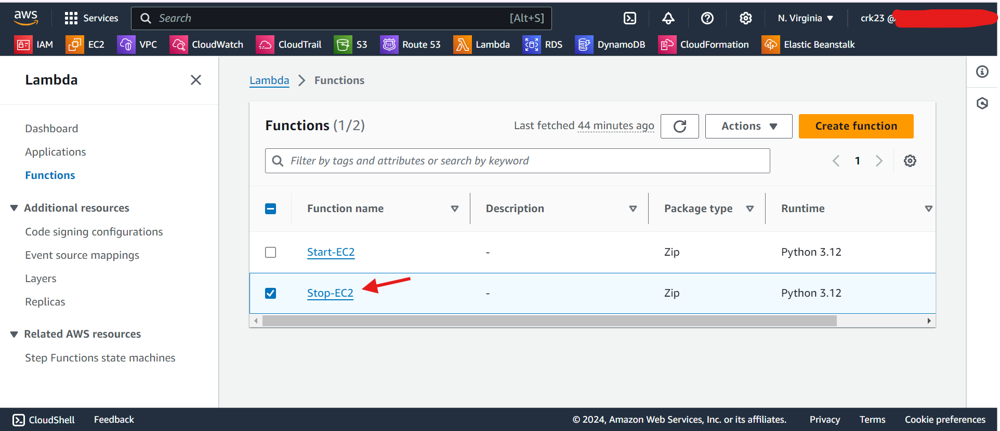 aws Services Search [Alt+S] N. Virginia crk23 @
IAM EC2 VPC CloudWatch CloudTrail S3 Route 53 Lambda RDS DynamoDB CloudFormation Elastic Beanstalk
Lambda
Dashboard
Applications
Functions
Additional resources
Code signing configurations
Event source mappings
Layers
Replicas
Related AWS resources
Step Functions state machines
Lambda > Functions
Functions (1/2) Last fetched 44 minutes ago Actions Create function
Filter by tags and attributes or search by keyword 1
Function name Description Package type Runtime
Start-EC2 - Zip Python 3.12
Stop-EC2 - Zip Python 3.12
CloudShell Feedback © 2024, Amazon Web Services, Inc. or its affiliates. Privacy Terms Cookie preferences